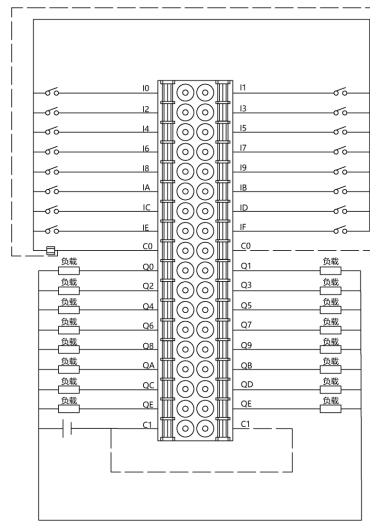 I0 I1
I2 I3
I4 I5
I6 I7
I8 I9
IA IB
IC ID
IE IF
C0 C0
负载 Q0 Q1 负载
负载 Q2 Q3 负载
负载 Q4 Q5 负载
负载 Q6 Q7 负载
负载 Q8 Q9 负载
负载 QA QB 负载
负载 QC QD 负载
负载 QE QE 负载
C1 C1